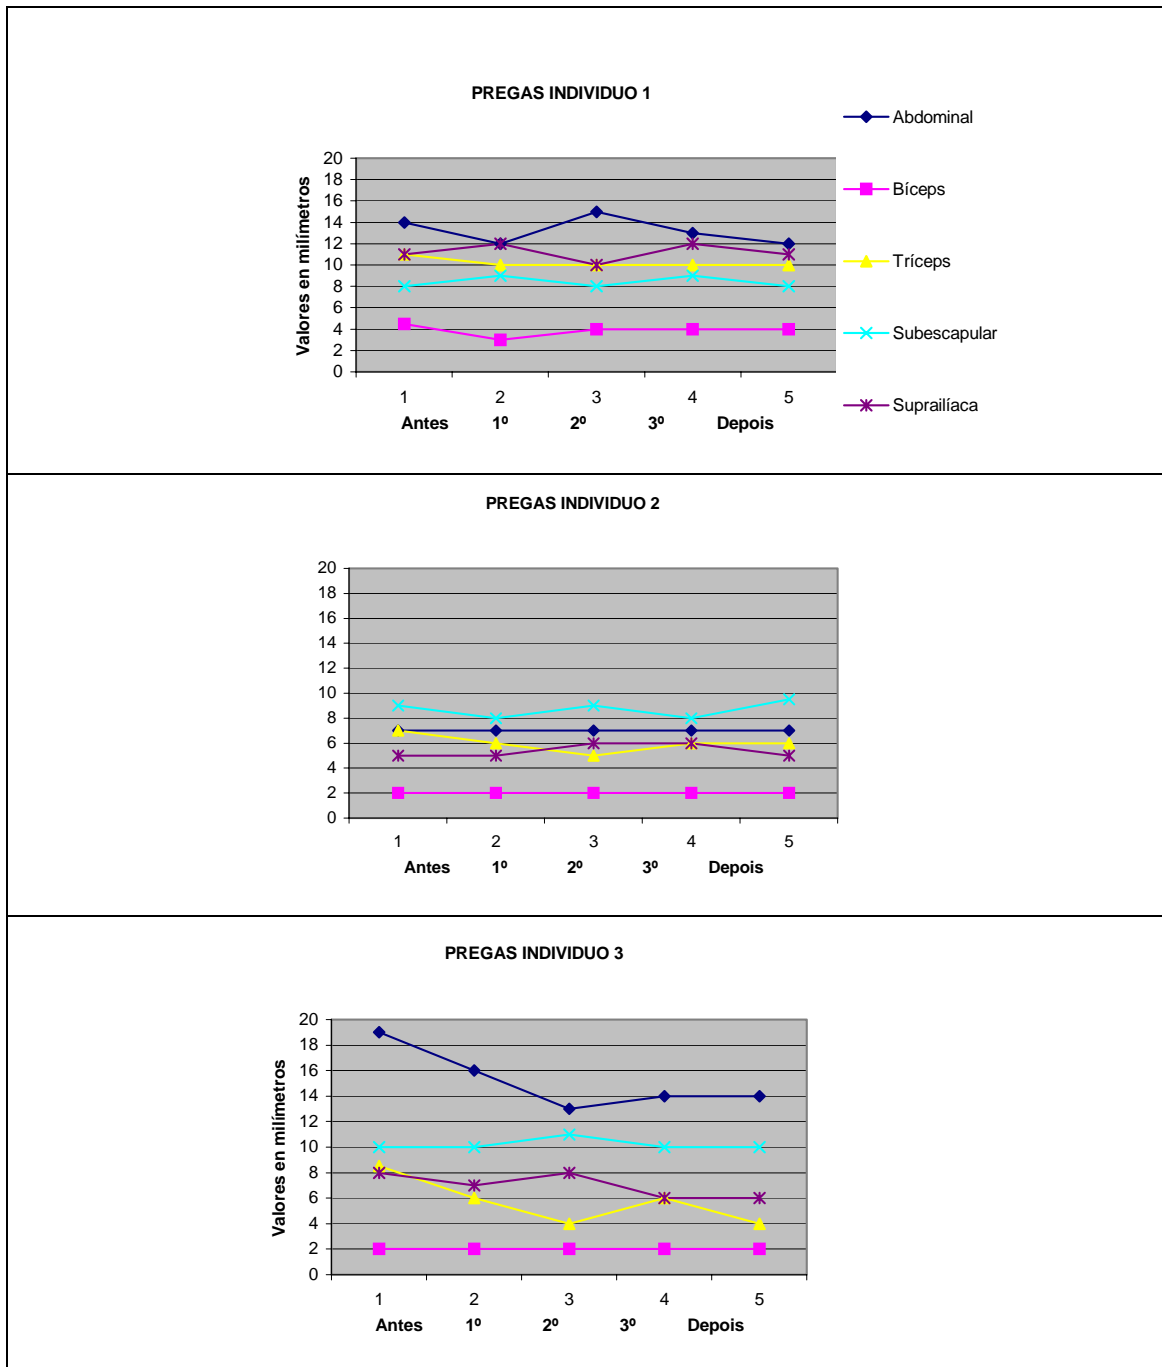 PREGAS INDIVIDUO 1
Valores en milímetros
20
18
16
14
12
10
8
6
4
2
0
1 2 3 4 5
Antes 1º 2º 3º Depois
Abdominal
Bíceps
Tríceps
Subescapular
Suprailíaca
PREGAS INDIVIDUO 2
20
18
16
14
12
10
8
6
4
2
0
1 2 3 4 5
Antes 1º 2º 3º Depois
PREGAS INDIVIDUO 3
Valores en milímetros
20
18
16
14
12
10
8
6
4
2
0
1 2 3 4 5
Antes 1º 2º 3º Depois